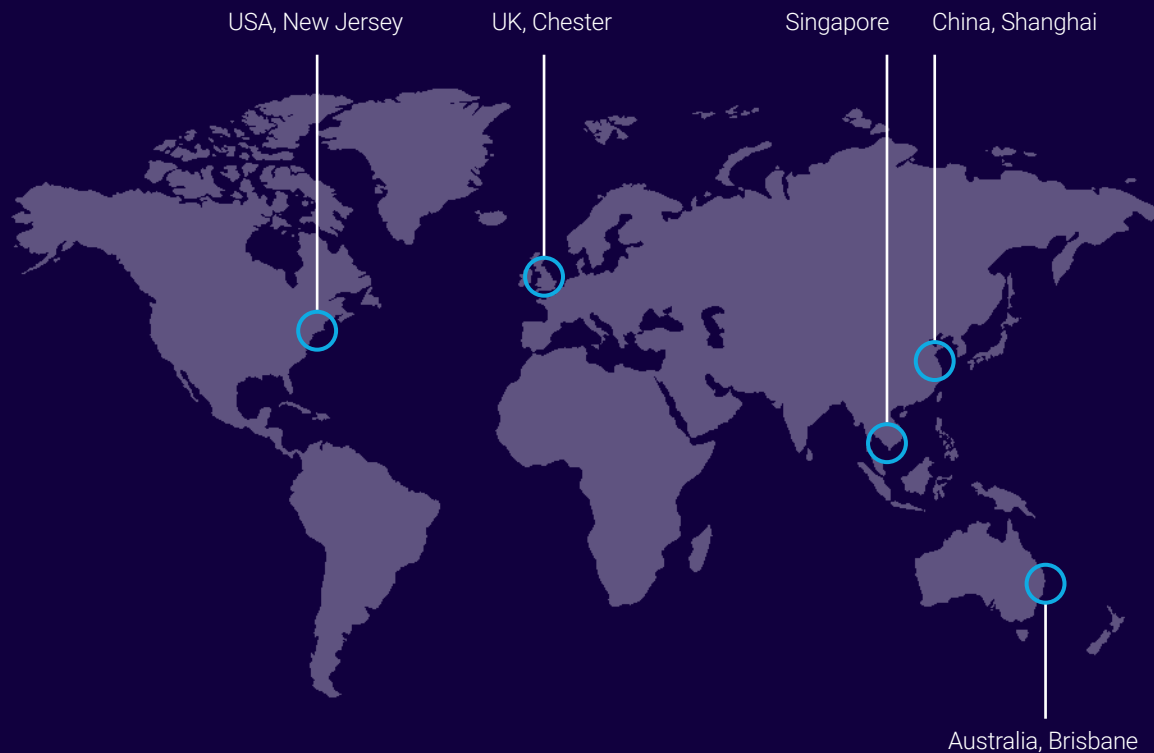 USA, New Jersey
UK, Chester
Singapore
China, Shanghai
Australia, Brisbane